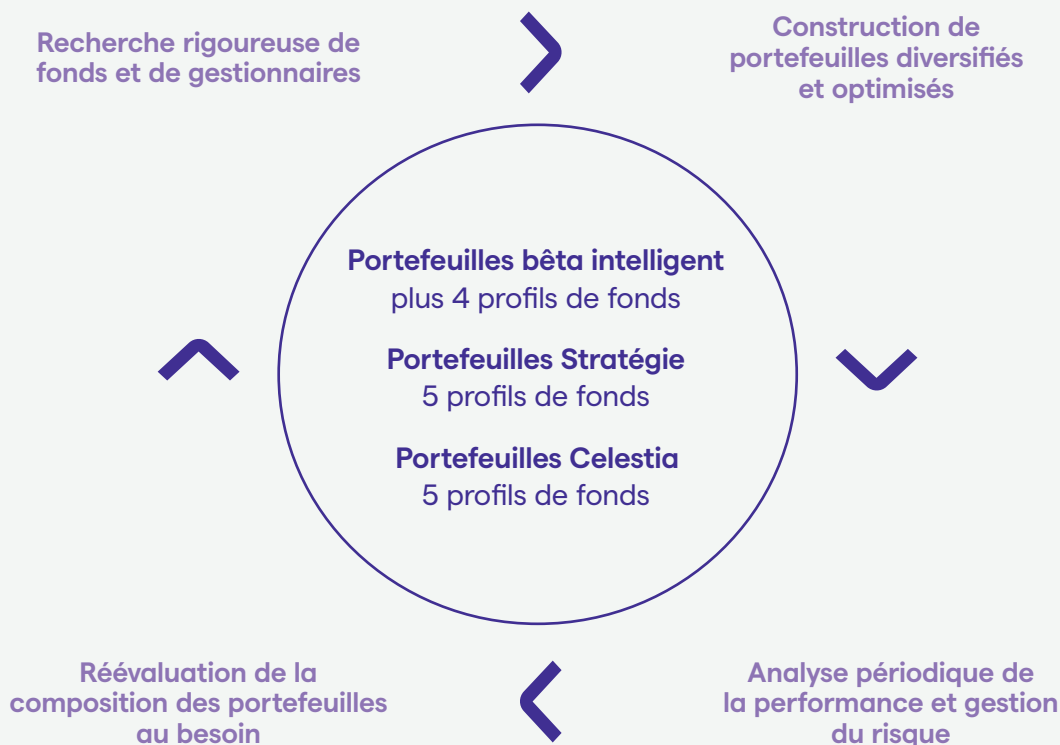 Recherche rigoureuse de
fonds et de gestionnaires
Construction de
portefeuilles diversifiés
et optimisés
Portefeuilles bêta intelligent
plus 4 profils de fonds
Portefeuilles Stratégie
5 profils de fonds
Portefeuilles Celestia
5 profils de fonds
Réévaluation de la
composition des portefeuilles
au besoin
Analyse périodique de
la performance et gestion
du risque